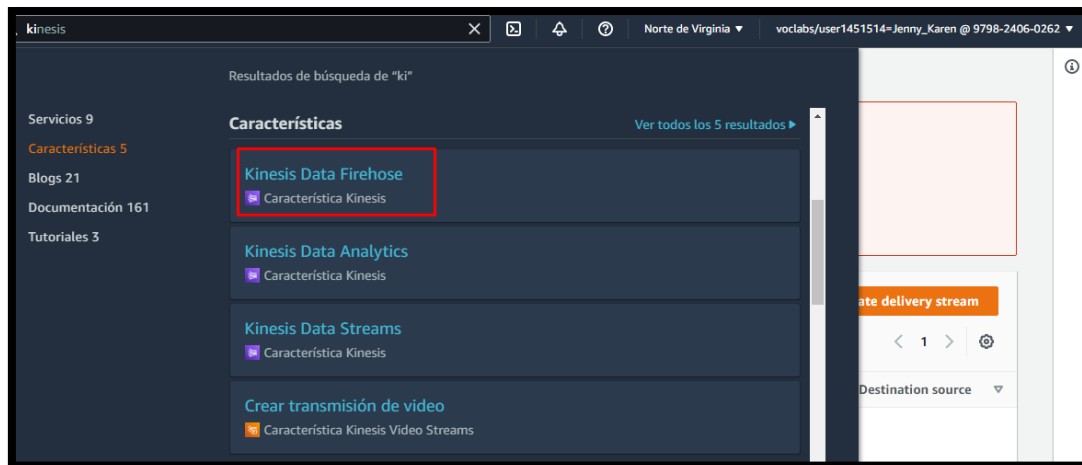 kinesis
Norte de Virginia ▼
voclabs/user1451514=Jenny_Karen @ 9798-2406-0262 ▼
Resultados de búsqueda de "ki"
Servicios 9
Características 5
Blogs 21
Documentación 161
Tutoriales 3
Características
Ver todos los 5 resultados ▶
Kinesis Data Firehose
Característica Kinesis
Kinesis Data Analytics
Característica Kinesis
Kinesis Data Streams
Característica Kinesis
Crear transmisión de video
Característica Kinesis Video Streams
ate delivery stream
1
Destination source